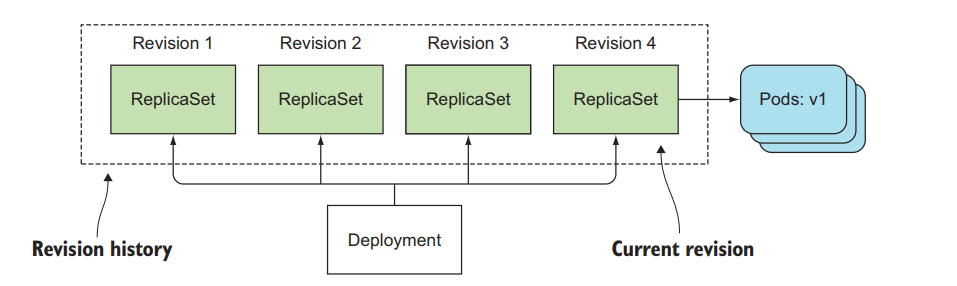 Revision 1
Revision 2
Revision 3
Revision 4
ReplicaSet
ReplicaSet
ReplicaSet
ReplicaSet
Pods: v1
Deployment
Revision history
Current revision